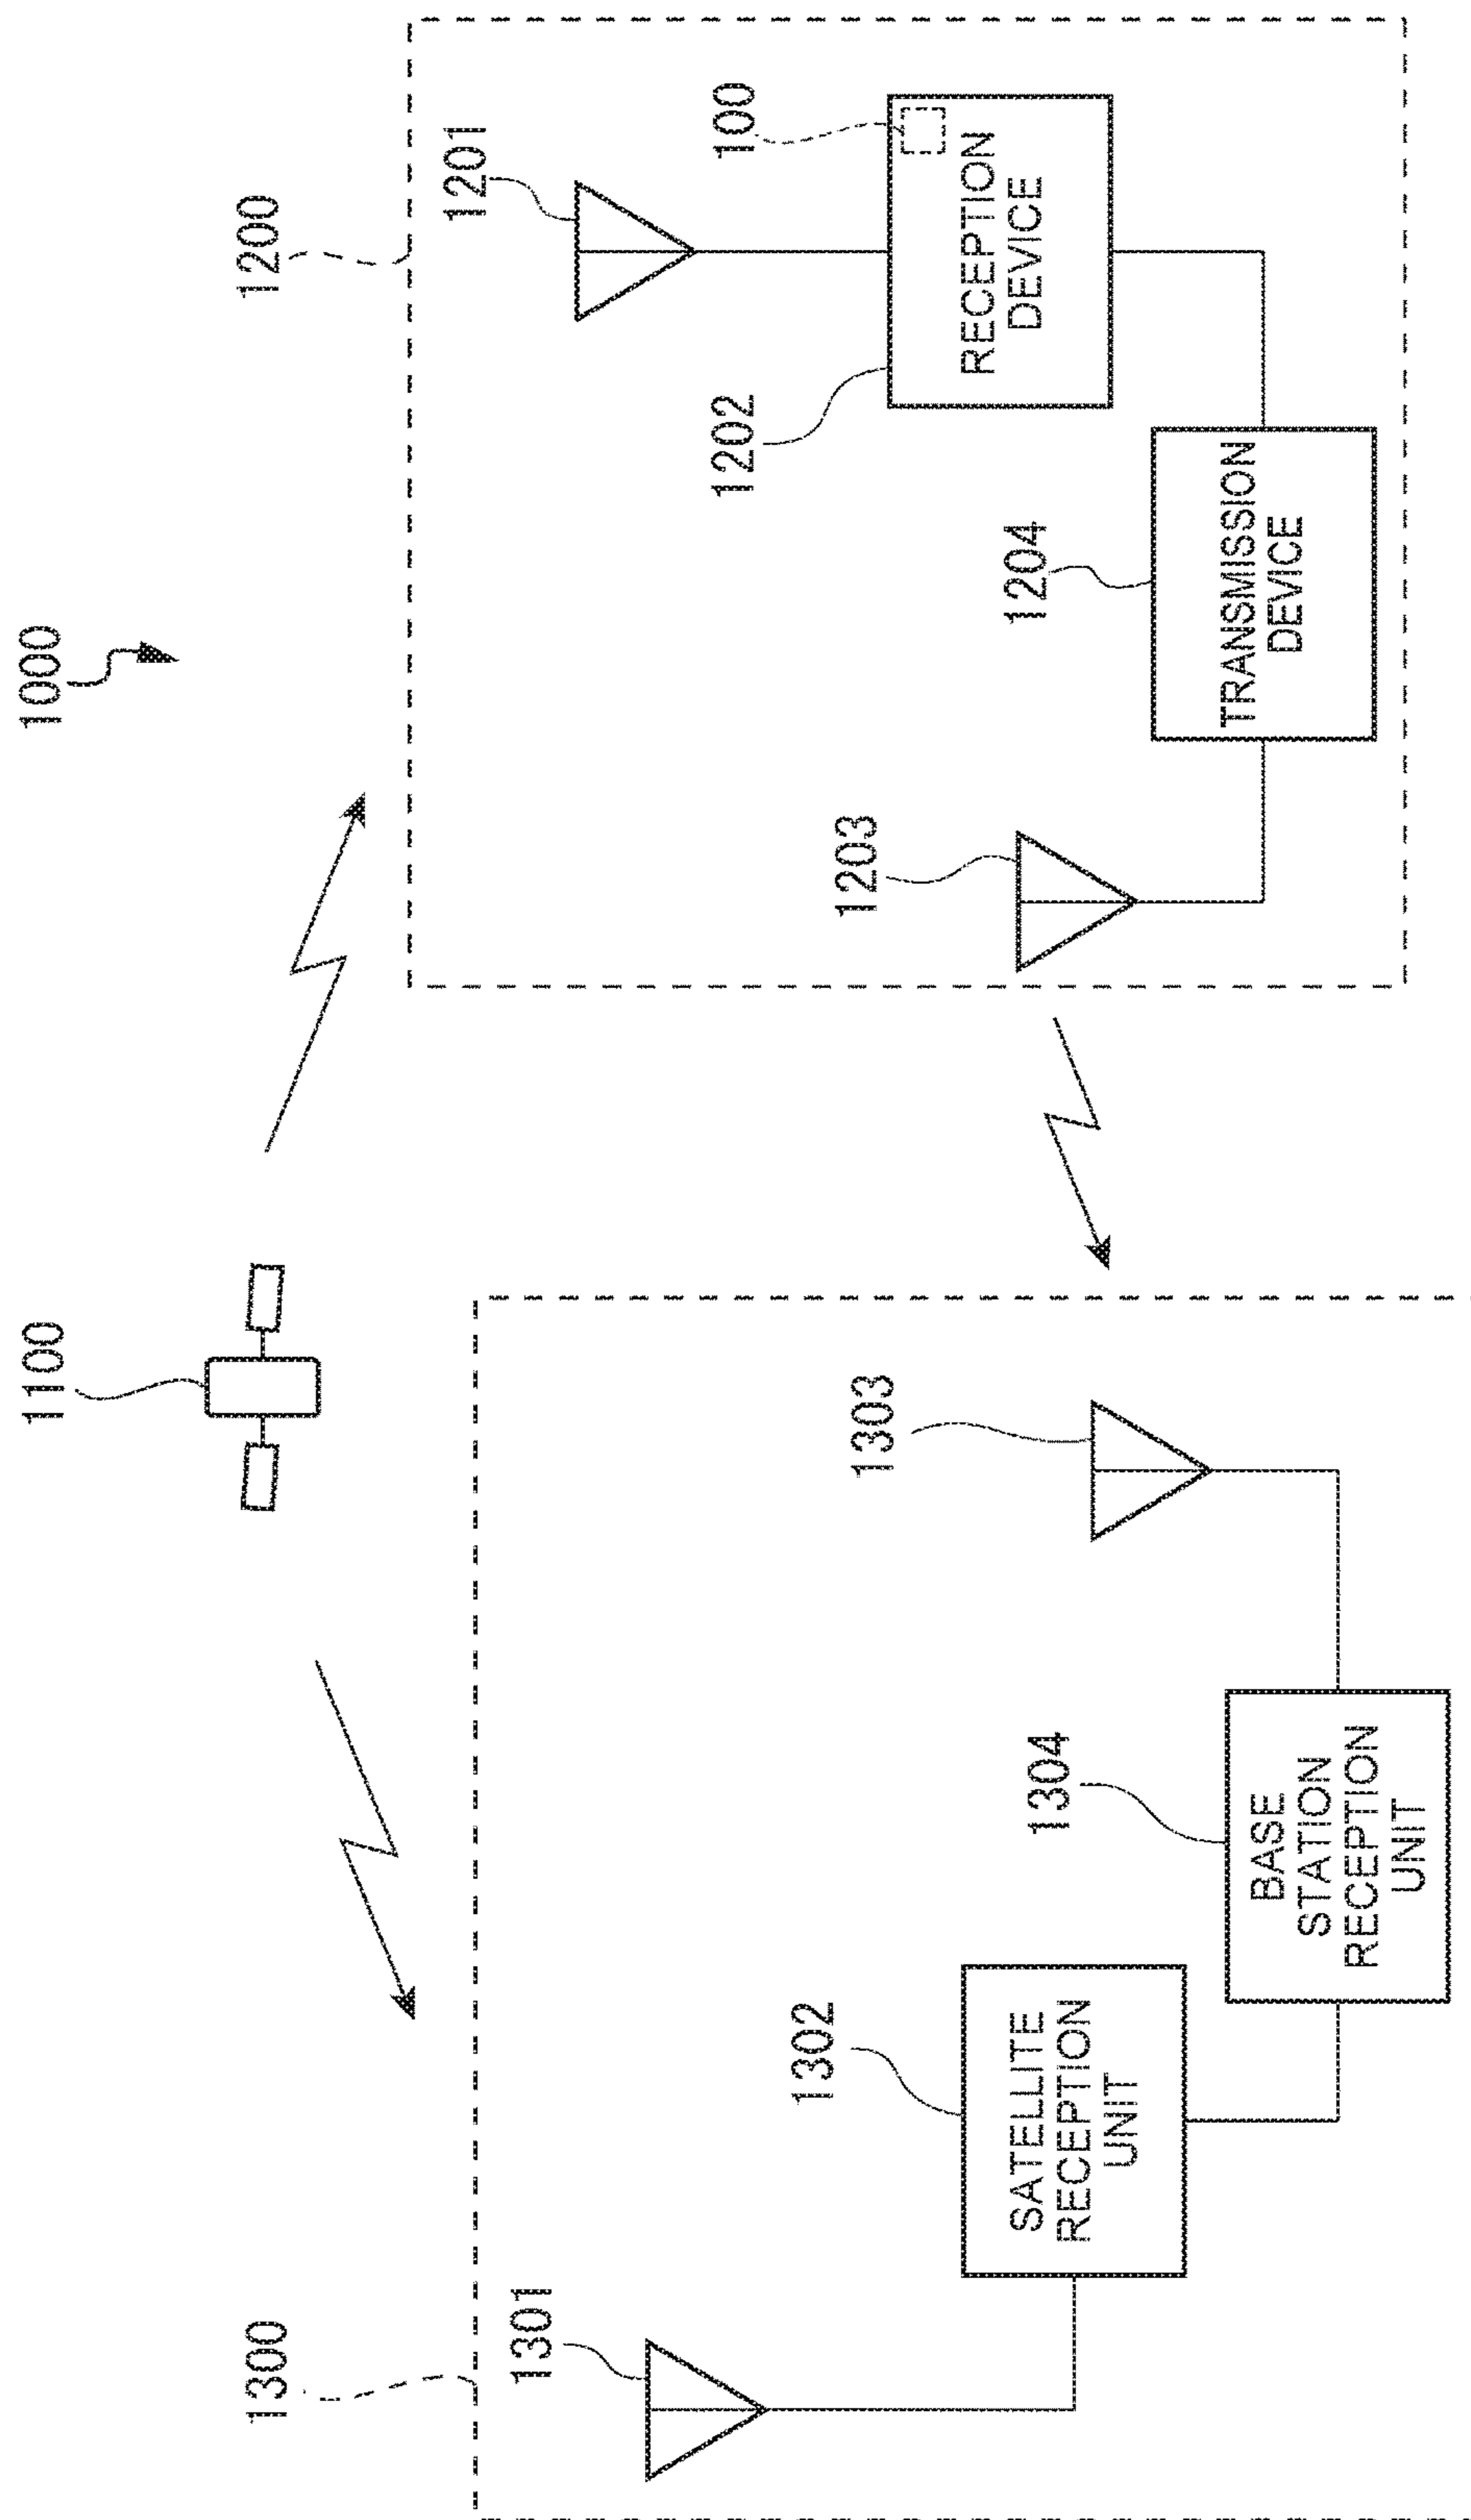 1000
1100
1200
1300
1201
100
RECEPTION
DEVICE
1202
1204
TRANSMISSION
DEVICE
1203
1301
1302
SATELLITE
RECEPTION
UNIT
1303
1304
BASE
STATION
RECEPTION
UNIT